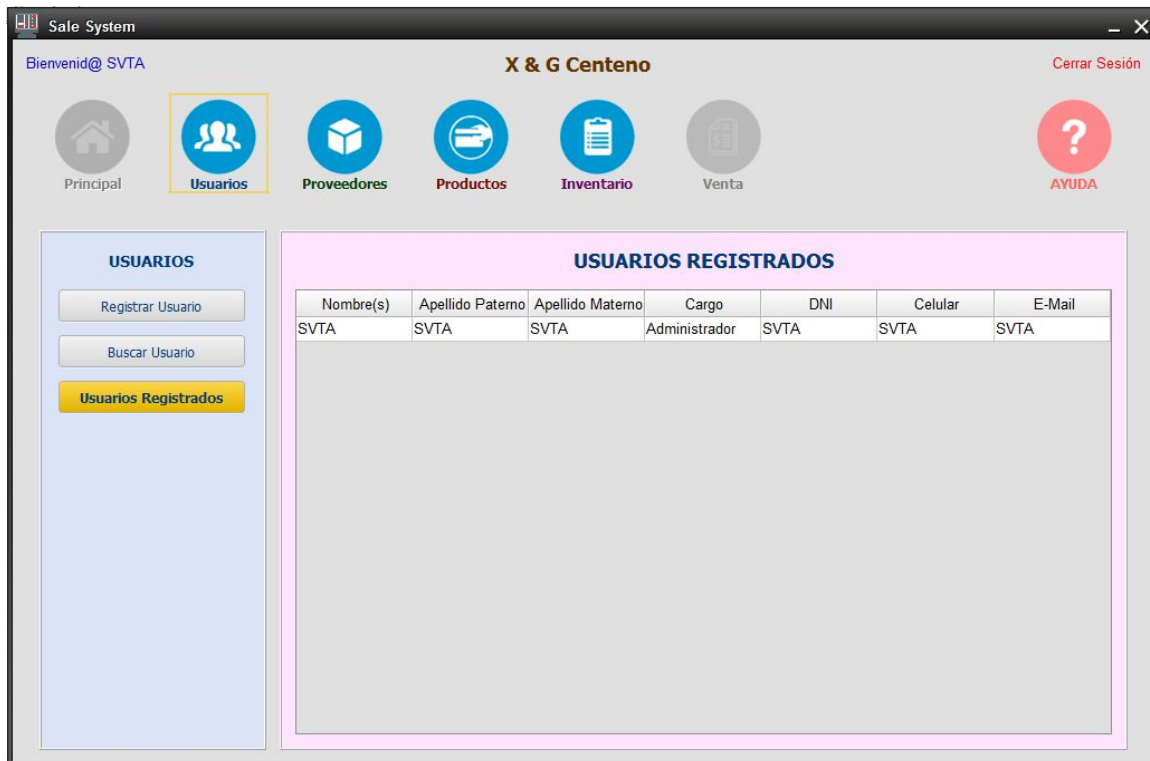 Sale System
Bienvenid@ SVTA X & G Centeno Cerrar Sesión
Principal Usuarios Proveedores Productos Inventario Venta ? AYUDA
USUARIOS
Registrar Usuario
Buscar Usuario
Usuarios Registrados
USUARIOS REGISTRADOS
Nombre(s) Apellido Paterno Apellido Materno Cargo DNI Celular E-Mail
SVTA SVTA SVTA Administrador SVTA SVTA SVTA